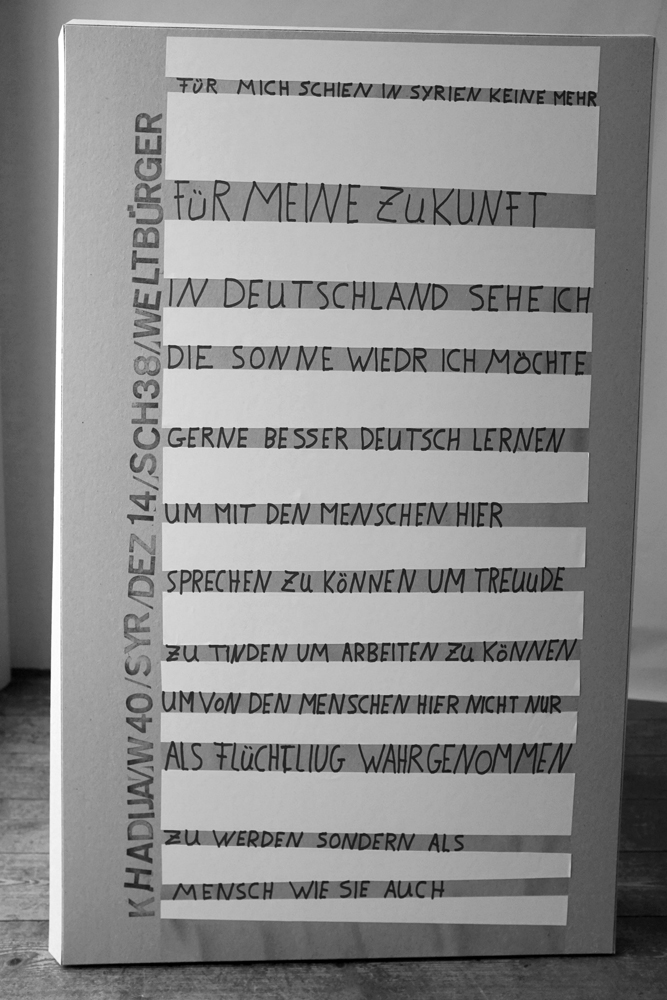 FÜR MICH SCHIEN IN SYRIEN KEINE MEHR
FÜR MEINE ZUKUNFT
IN DEUTSCHLAND SEHE ICH
DIE SONNE WIEDR ICH MÖCHTE
GERNE BESSER DEUTSCH LERNEN
UM MIT DEN MENSCHEN HIER
SPRECHEN ZU KÖNNEN UM TREUUDE
ZU TINDEN UM ARBEITEN ZU KÖNNEN
UM VON DEN MENSCHEN HIER NICHT NUR
ALS FLÜCHTLIUG WAHRGENOMMEN
ZU WERDEN SONDERN ALS
MENSCH WIE SIE AUCH
KHADIJA/W40/SYR/DEZ 14/SCH38/WELTBÜRGER